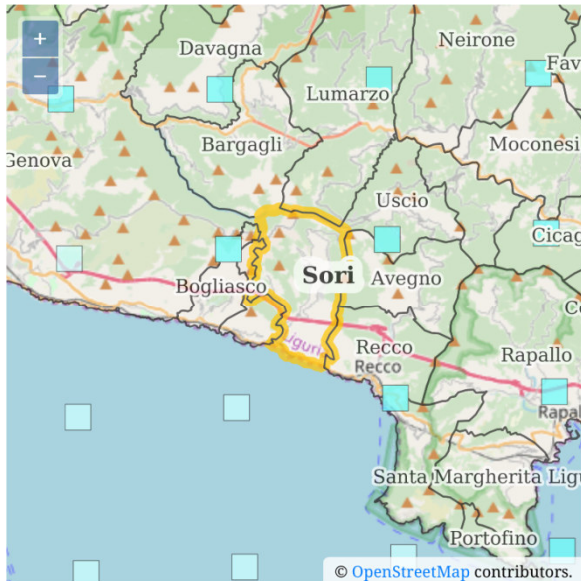 +
−
Davagna
Neirone
Fav
Lumarzo
Bargagli
Moconesi
Genova
Uscio
Cicag
Sori
Bogliasco
Avegno
Recco
Recco
Rapallo
Rapal
Santa Margherita Ligu
Portofino
© OpenStreetMap contributors.